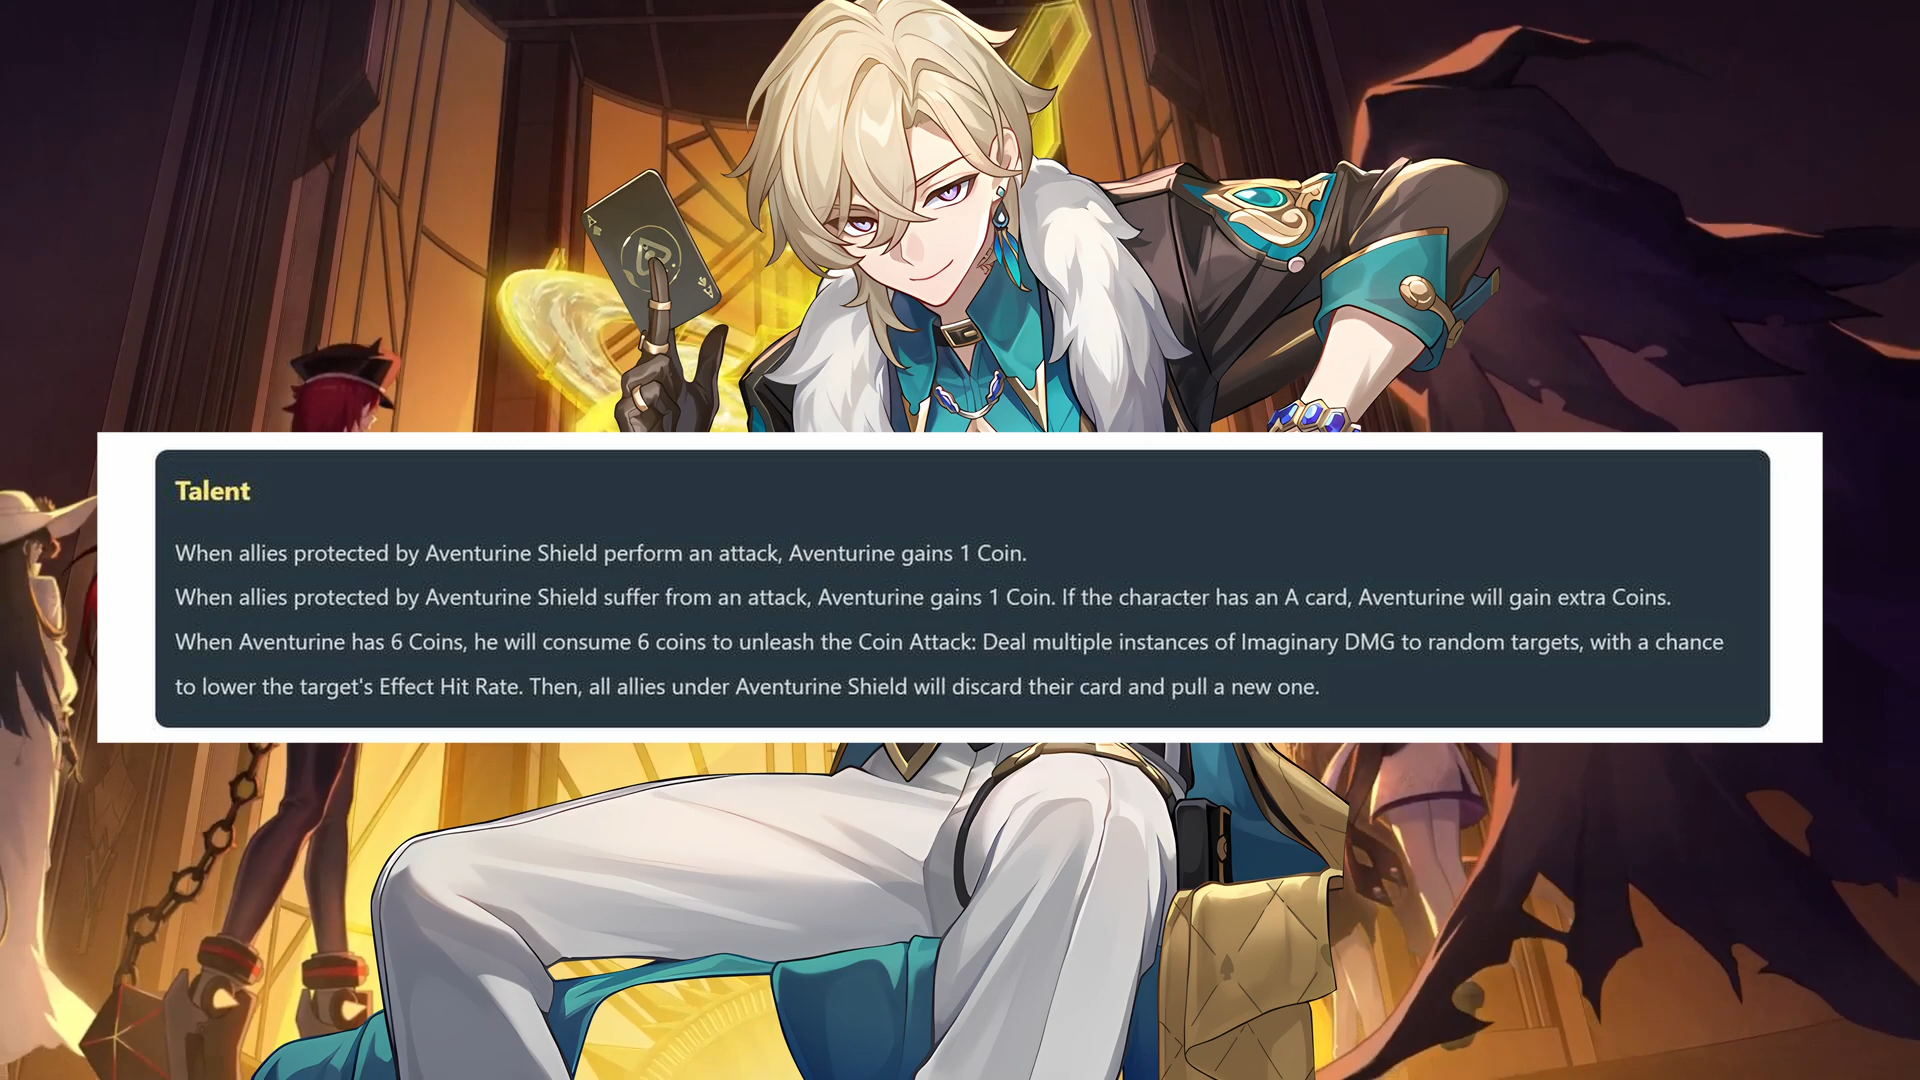 A
A
Talent
When allies protected by Aventurine Shield perform an attack, Aventurine gains 1 Coin.
When allies protected by Aventurine Shield suffer from an attack, Aventurine gains 1 Coin. If the character has an A card, Aventurine will gain extra Coins.
When Aventurine has 6 Coins, he will consume 6 coins to unleash the Coin Attack: Deal multiple instances of Imaginary DMG to random targets, with a chance
to lower the target's Effect Hit Rate. Then, all allies under Aventurine Shield will discard their card and pull a new one.